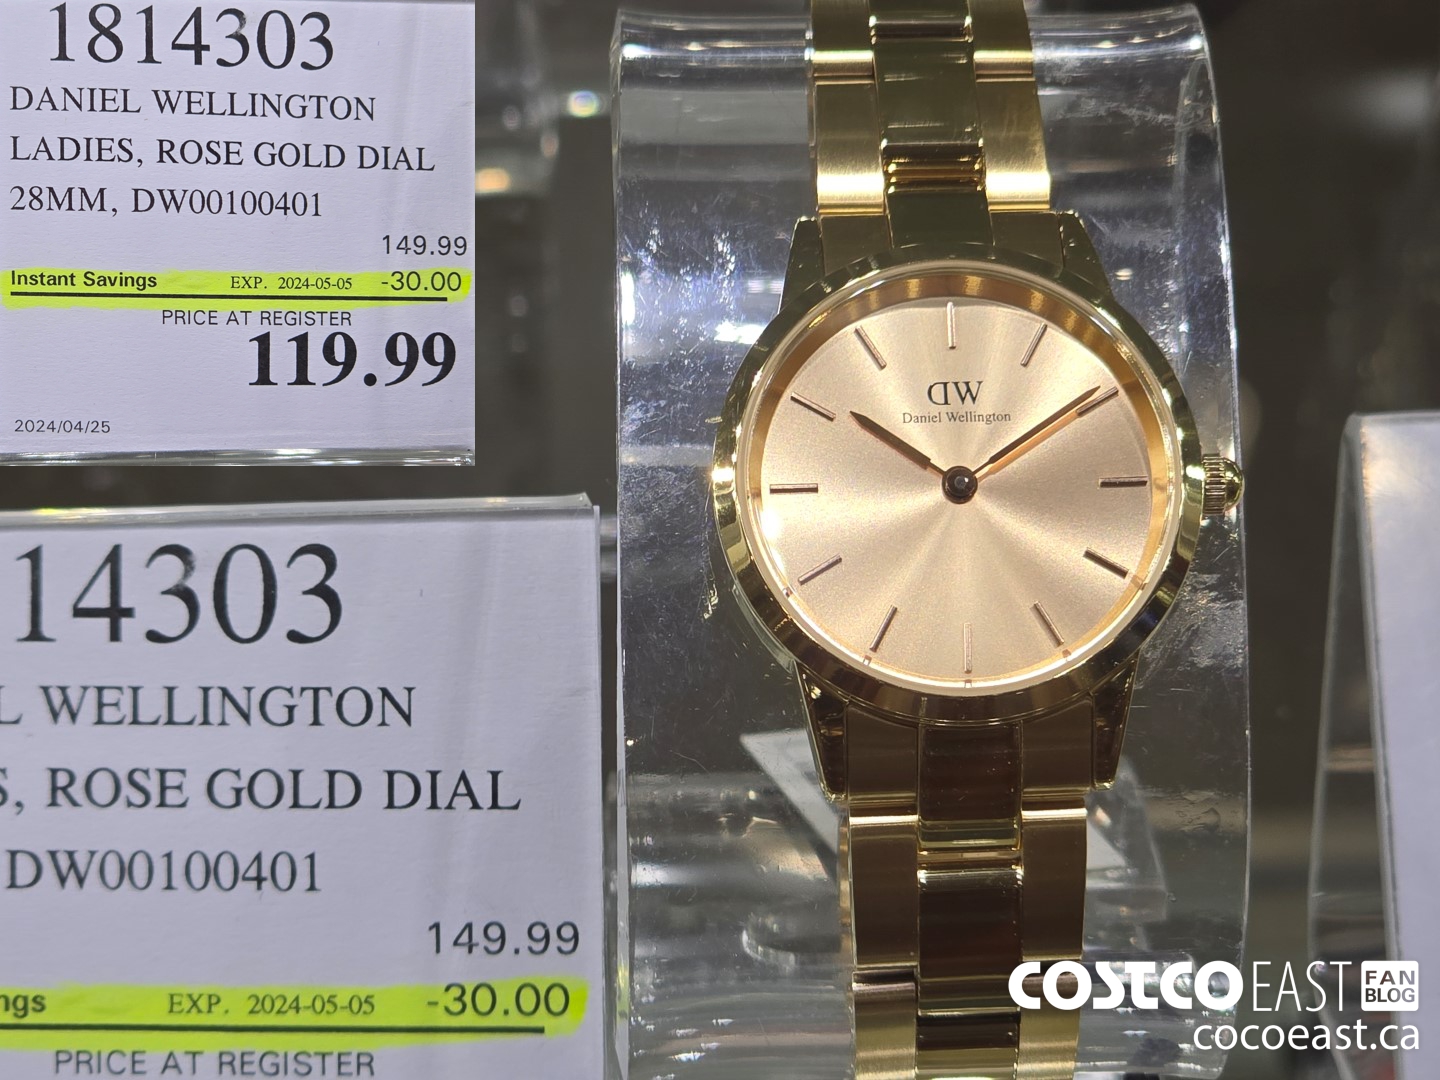 1814303
DANIEL WELLINGTON
LADIES, ROSE GOLD DIAL
28MM, DW00100401
149.99
Instant Savings EXP. 2024-05-05 -30.00
PRICE AT REGISTER
119.99
2024/04/25
14303
L WELLINGTON
S, ROSE GOLD DIAL
DW00100401
149.99
ngs EXP. 2024-05-05 -30.00
PRICE AT REGISTER
DW
Daniel Wellington
COSTCO EAST FAN BLOG
cocoeast.ca